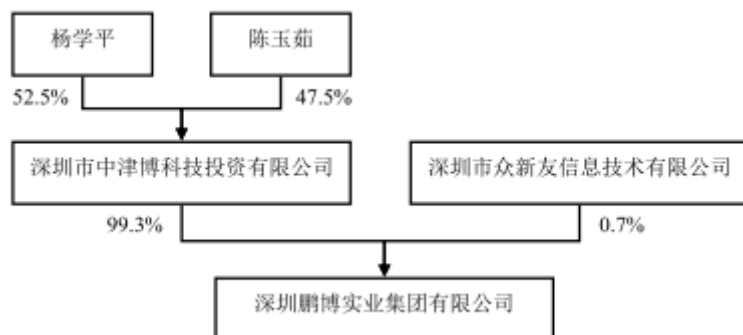 杨学平
陈玉茹
52.5%
47.5%
深圳市中津博科技投资有限公司
深圳市众新友信息技术有限公司
99.3%
0.7%
深圳鹏博实业集团有限公司